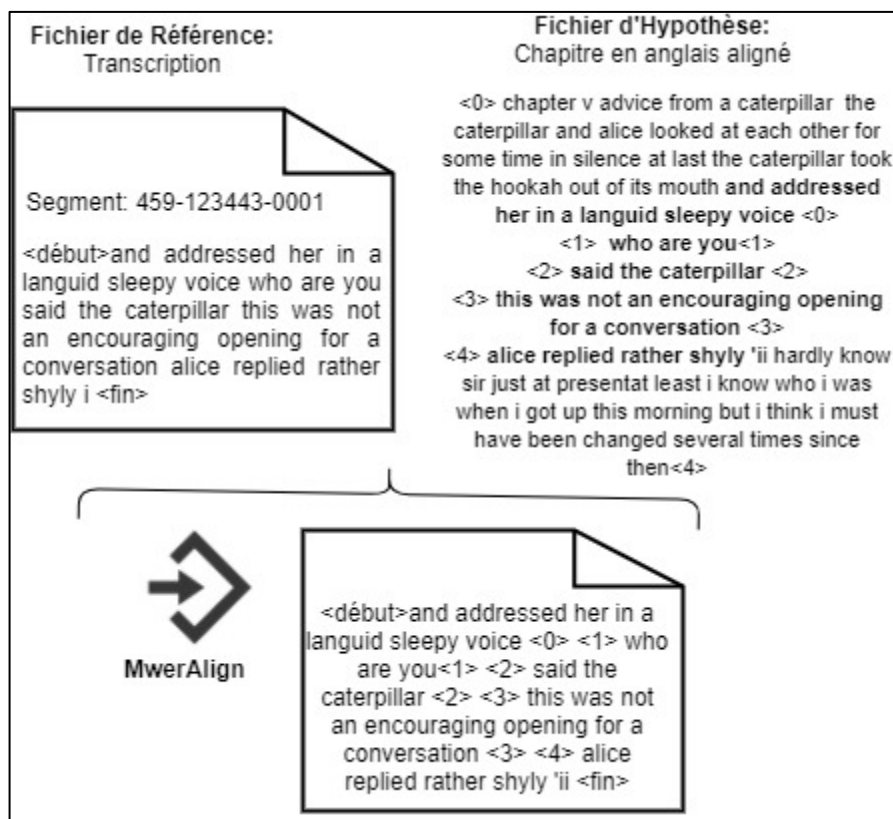 Fichier de Référence:
Transcription
Segment: 459-123443-0001
<début>and addressed her in a
languid sleepy voice who are you
said the caterpillar this was not
an encouraging opening for a
conversation alice replied rather
shyly i <fin>
Fichier d'Hypothèse:
Chapitre en anglais aligné
<0> chapter v advice from a caterpillar the
caterpillar and alice looked at each other for
some time in silence at last the caterpillar took
the hookah out of its mouth and addressed
her in a languid sleepy voice <0>
<1> who are you<1>
<2> said the caterpillar <2>
<3> this was not an encouraging opening
for a conversation <3>
<4> alice replied rather shyly 'ii hardly know
sir just at presentat least i know who i was
when i got up this morning but i think i must
have been changed several times since
then<4>
MwerAlign
<début>and addressed her in a
languid sleepy voice <0> <1> who
are you<1> <2> said the
caterpillar <2> <3> this was not
an encouraging opening for a
conversation <3> <4> alice
replied rather shyly 'ii <fin>